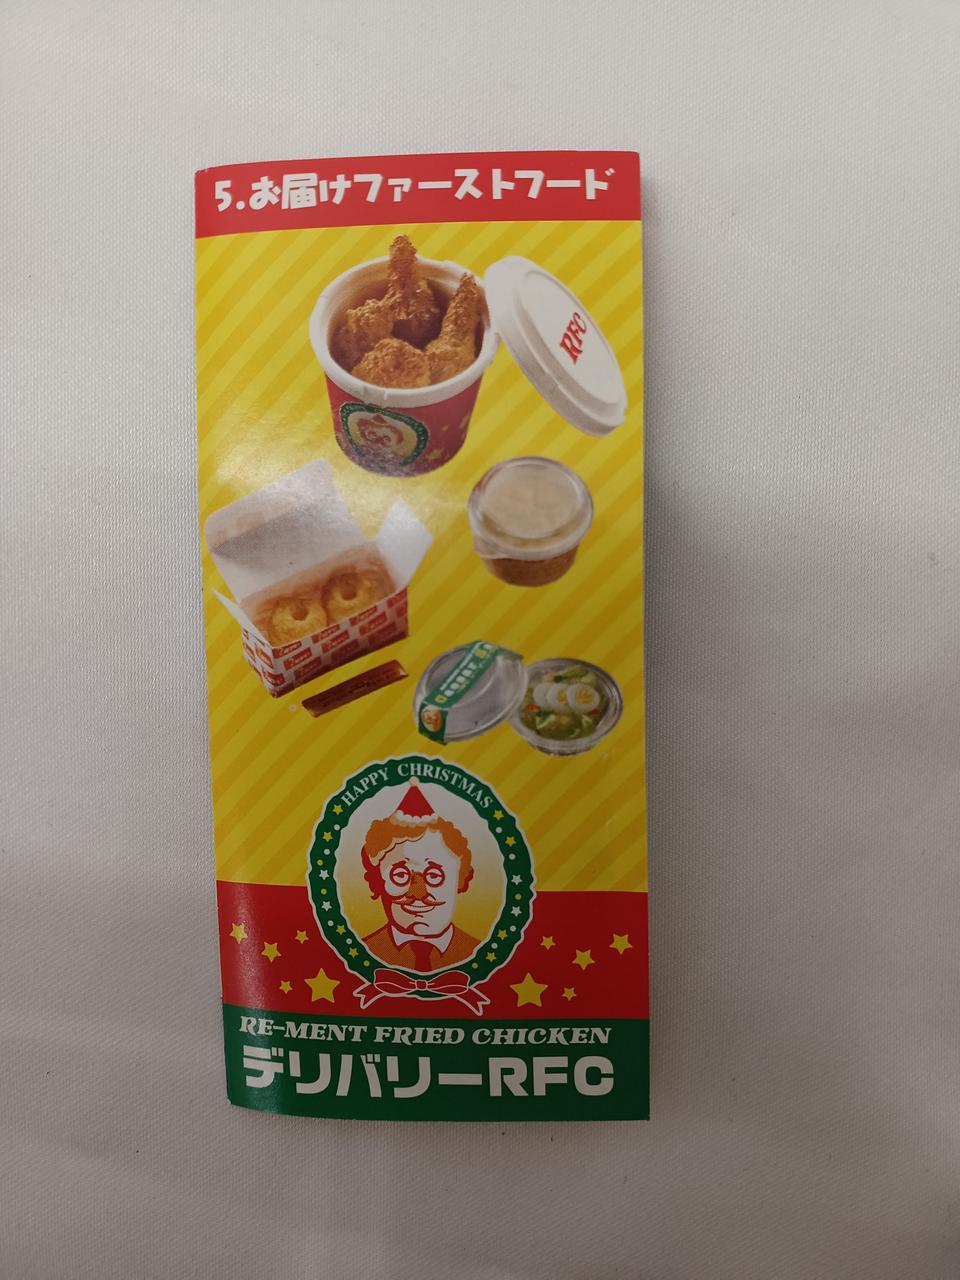 5.お届けファーストフード
RFC
HAPPY CHRISTMAS
RE-MENT FRIED CHICKEN
デリバリーRFC